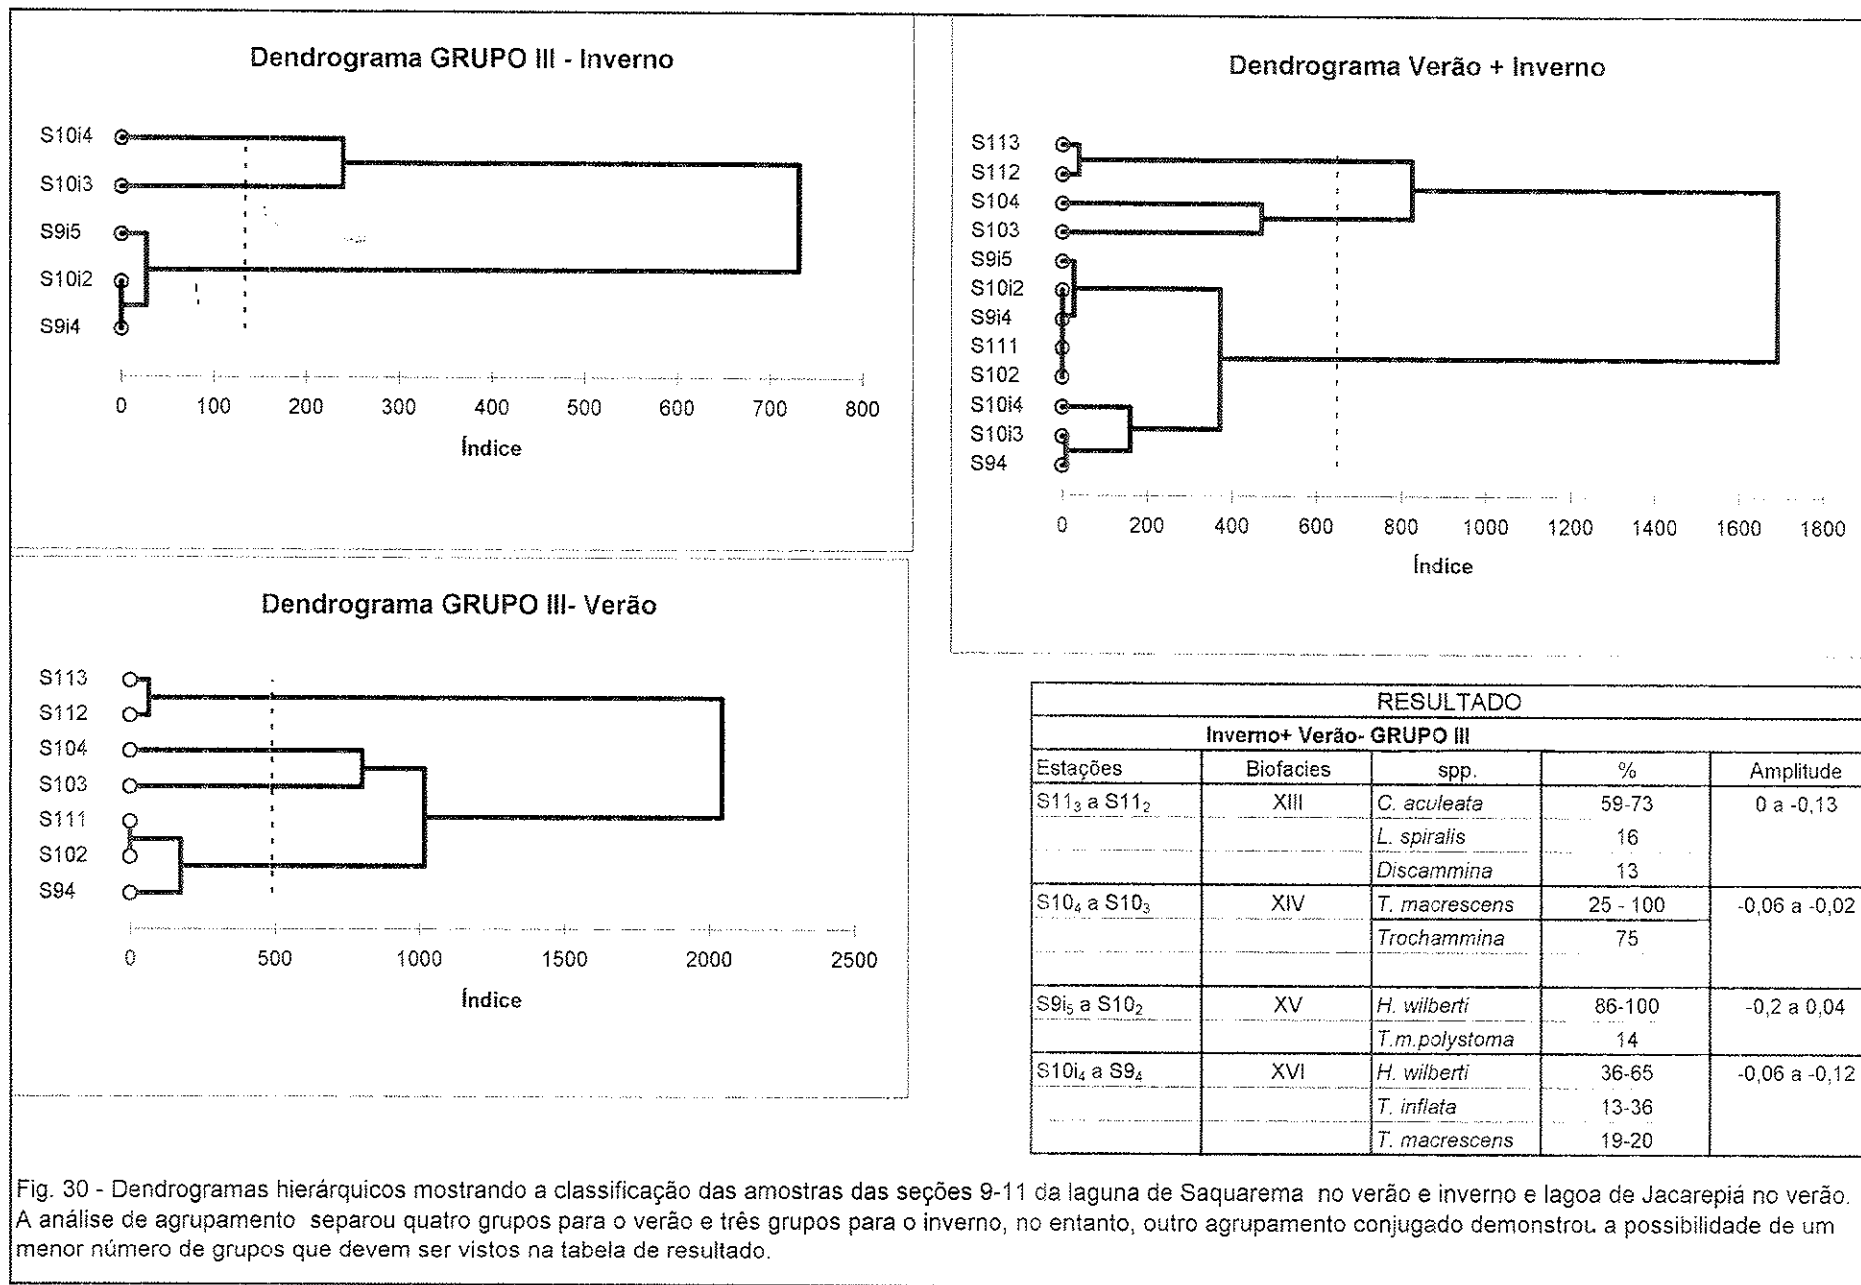 Dendrograma GRUPO III - Inverno
S10i4
S10i3
S9i5
S10i2
S9i4
0 100 200 300 400 500 600 700 800
Índice
Dendrograma Verão + Inverno
S113
S112
S104
S103
S9i5
S10i2
S9i4
S111
S102
S10i4
S10i3
S94
0 200 400 600 800 1000 1200 1400 1600 1800
Índice
Dendrograma GRUPO III- Verão
S113
S112
S104
S103
S111
S102
S94
0 500 1000 1500 2000 2500
Índice
RESULTADO
Inverno+ Verão- GRUPO III
Estações Biofacies spp. % Amplitude
S11₃ a S11₂ XIII C. aculeata 59-73 0 a -0,13
L. spiralis 16
Discammina 13
S10₄ a S10₃ XIV T. macrescens 25 - 100 -0,06 a -0,02
Trochammina 75
S9i₅ a S10₂ XV H. wilberti 86-100 -0,2 a 0,04
T.m.polystoma 14
S10i₄ a S9₄ XVI H. wilberti 36-65 -0,06 a -0,12
T. inflata 13-36
T. macrescens 19-20
Fig. 30 - Dendrogramas hierárquicos mostrando a classificação das amostras das seções 9-11 da laguna de Saquarema no verão e inverno e lagoa de Jacarepiá no verão.
A análise de agrupamento separou quatro grupos para o verão e três grupos para o inverno, no entanto, outro agrupamento conjugado demonstrou a possibilidade de um
menor número de grupos que devem ser vistos na tabela de resultado.